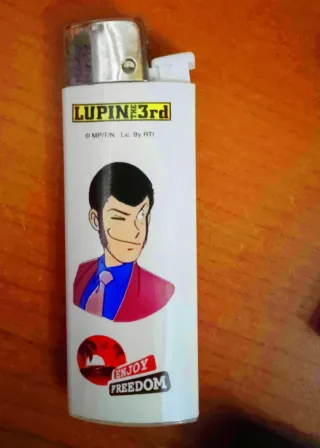 LUPIN THE 3rd
© MP/T/N Lic. By RTI
ENJOY
FREEDOM